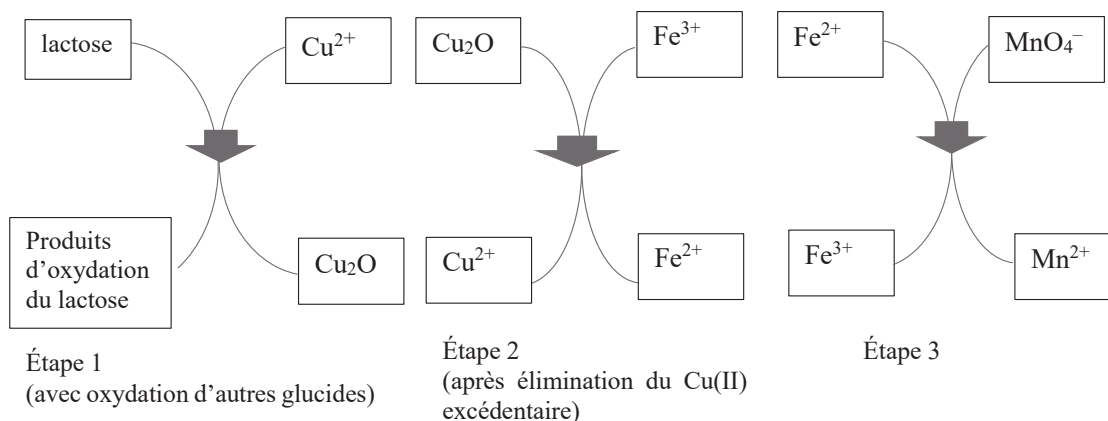 lactose
Cu²⁺
Cu₂O
Fe³⁺
Fe²⁺
MnO₄⁻
Produits
d’oxydation
du lactose
Cu₂O
Cu²⁺
Fe²⁺
Fe³⁺
Mn²⁺
Étape 1
(avec oxydation d’autres glucides)
Étape 2
(après élimination du Cu(II)
excédentaire)
Étape 3